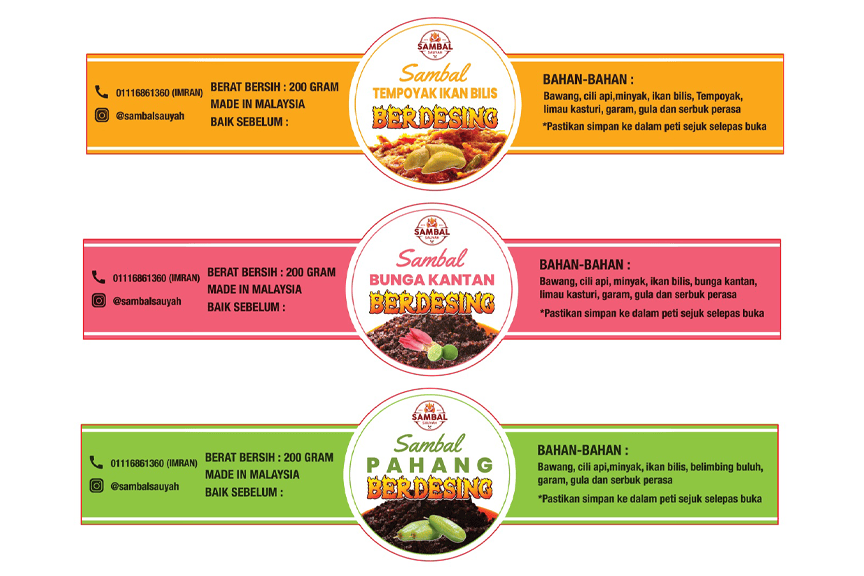 01116861360 (IMRAN)
@sambalsauyah
BERAT BERSIH : 200 GRAM
MADE IN MALAYSIA
BAIK SEBELUM :
SAMBAL
SAUYAH
Sambal
TEMPOYAK IKAN BILIS
BERDESING
BAHAN-BAHAN :
Bawang, cili api,minyak, ikan bilis, Tempoyak,
limau kasturi, garam, gula dan serbuk perasa
*Pastikan simpan ke dalam peti sejuk selepas buka
01116861360 (IMRAN)
@sambalsauyah
BERAT BERSIH : 200 GRAM
MADE IN MALAYSIA
BAIK SEBELUM :
SAMBAL
SAUYAH
Sambal
BUNGA KANTAN
BERDESING
BAHAN-BAHAN :
Bawang, cili api, minyak, ikan bilis, bunga kantan,
limau kasturi, garam, gula dan serbuk perasa
*Pastikan simpan ke dalam peti sejuk selepas buka
01116861360 (IMRAN)
@sambalsauyah
BERAT BERSIH : 200 GRAM
MADE IN MALAYSIA
BAIK SEBELUM :
SAMBAL
SAUYAH
Sambal
PAHANG
BERDESING
BAHAN-BAHAN :
Bawang, cili api,minyak, ikan bilis, belimbing buluh,
garam, gula dan serbuk perasa
*Pastikan simpan ke dalam peti sejuk selepas buka